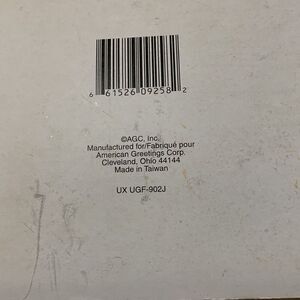 6 61526 09258 2
©AGC, Inc.
Manufactured for/Fabriqué pour
American Greetings Corp.
Cleveland, Ohio 44144
Made in Taiwan
UX UGF-902J